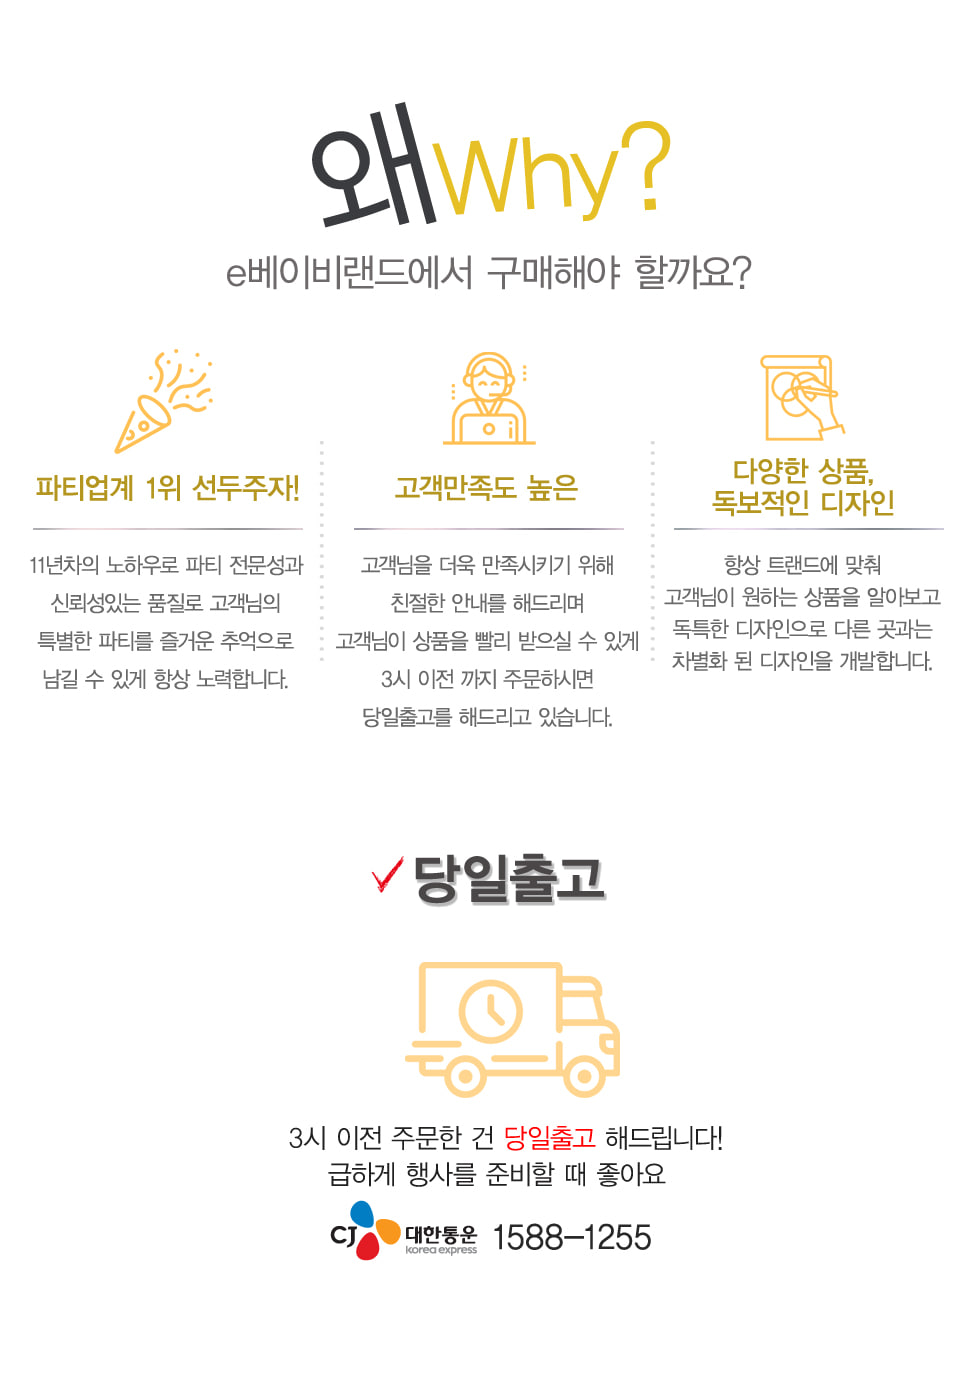 왜Why?
e베이비랜드에서 구매해야 할까요?
파티업계 1위 선두주자!
11년차의 노하우로 파티 전문성과
신뢰성있는 품질로 고객님의
특별한 파티를 즐거운 추억으로
남길 수 있게 항상 노력합니다.
고객만족도 높은
고객님을 더욱 만족시키기 위해
친절한 안내를 해드리며
고객님이 상품을 빨리 받으실 수 있게
3시 이전 까지 주문하시면
당일출고를 해드리고 있습니다.
다양한 상품,
독보적인 디자인
항상 트랜드에 맞춰
고객님이 원하는 상품을 알아보고
독특한 디자인으로 다른 곳과는
차별화 된 디자인을 개발합니다.
당일출고
3시 이전 주문한 건 당일출고 해드립니다!
급하게 행사를 준비할 때 좋아요
CJ 대한통운 1588-1255
korea express